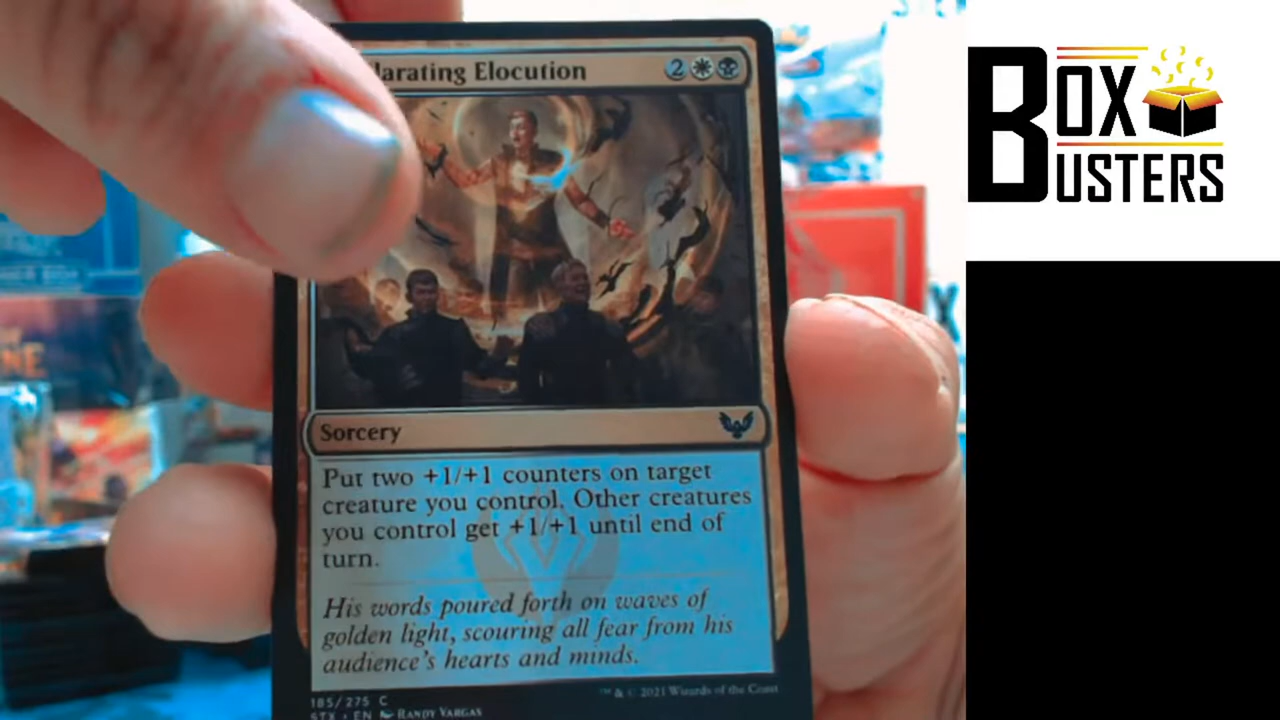 larating Elocution 2
Sorcery
Put two +1/+1 counters on target
creature you control. Other creatures
you control get +1/+1 until end of
turn.
His words poured forth on waves of
golden light, scouring all fear from his
audience's hearts and minds.
185/275 C
™ & © 2021 Wizards of the Coast
STX • EN RANDY VARGAS
BOX
BUSTERS
NE